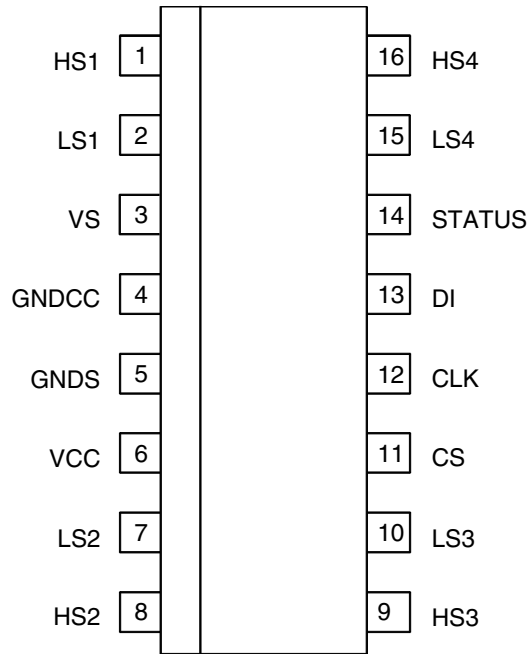 HS1 1 16 HS4
LS1 2 15 LS4
VS 3 14 STATUS
GNDCC 4 13 DI
GNDS 5 12 CLK
VCC 6 11 CS
LS2 7 10 LS3
HS2 8 9 HS3